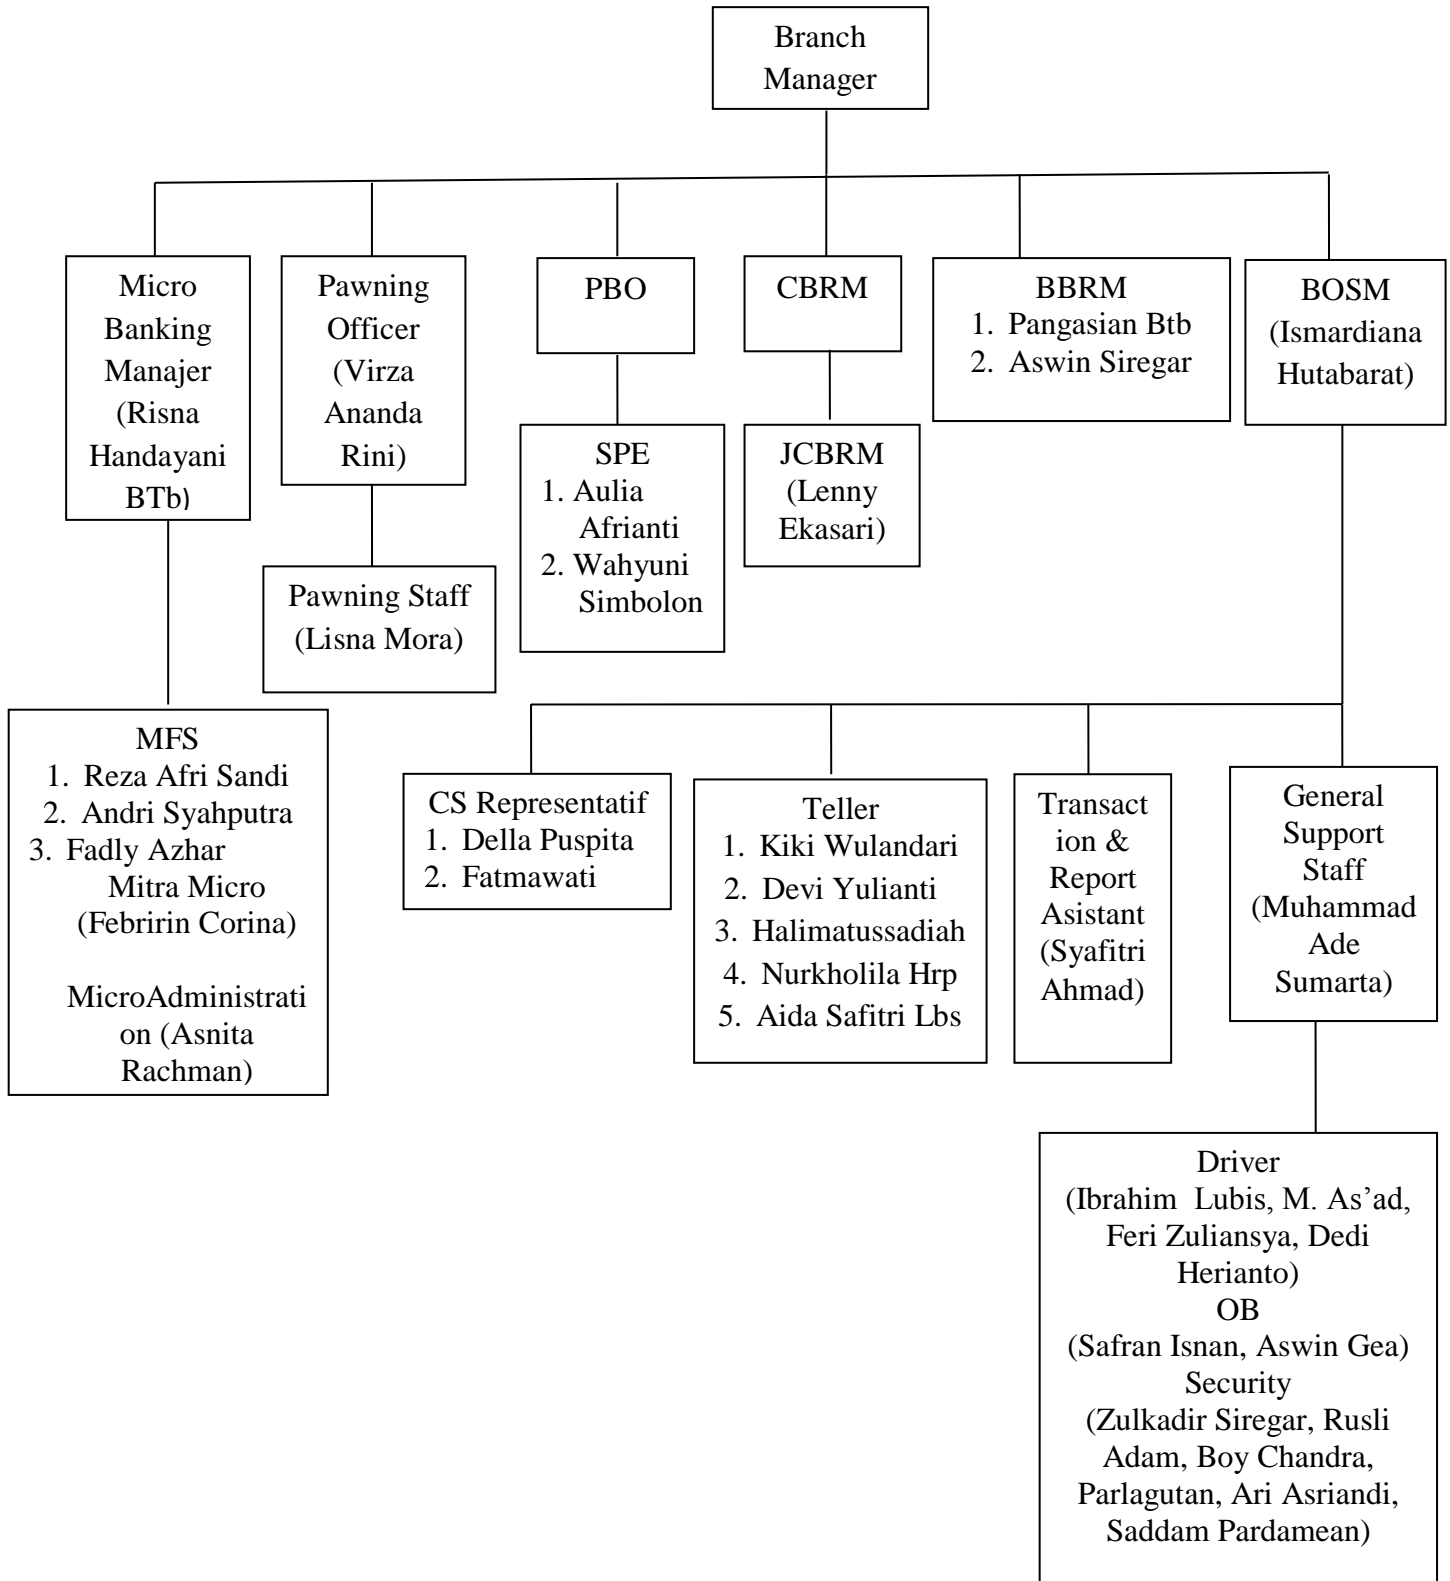 Branch
Manager
Micro
Banking
Manajer
(Risna
Handayani
BTb)
Pawning
Officer
(Virza
Ananda
Rini)
PBO
CBRM
BBRM
1. Pangasian Btb
2. Aswin Siregar
BOSM
(Ismardiana
Hutabarat)
SPE
1. Aulia
Afrianti
2. Wahyuni
Simbolon
JCBRM
(Lenny
Ekasari)
Pawning Staff
(Lisna Mora)
MFS
1. Reza Afri Sandi
2. Andri Syahputra
3. Fadly Azhar
Mitra Micro
(Febririn Corina)
MicroAdministrati
on (Asnita
Rachman)
CS Representatif
1. Della Puspita
2. Fatmawati
Teller
1. Kiki Wulandari
2. Devi Yulianti
3. Halimatussadiah
4. Nurkholila Hrp
5. Aida Safitri Lbs
Transact
ion &
Report
Asistant
(Syafitri
Ahmad)
General
Support
Staff
(Muhammad
Ade
Sumarta)
Driver
(Ibrahim Lubis, M. As’ad,
Feri Zuliansya, Dedi
Herianto)
OB
(Safran Isnan, Aswin Gea)
Security
(Zulkadir Siregar, Rusli
Adam, Boy Chandra,
Parlagutan, Ari Asriandi,
Saddam Pardamean)